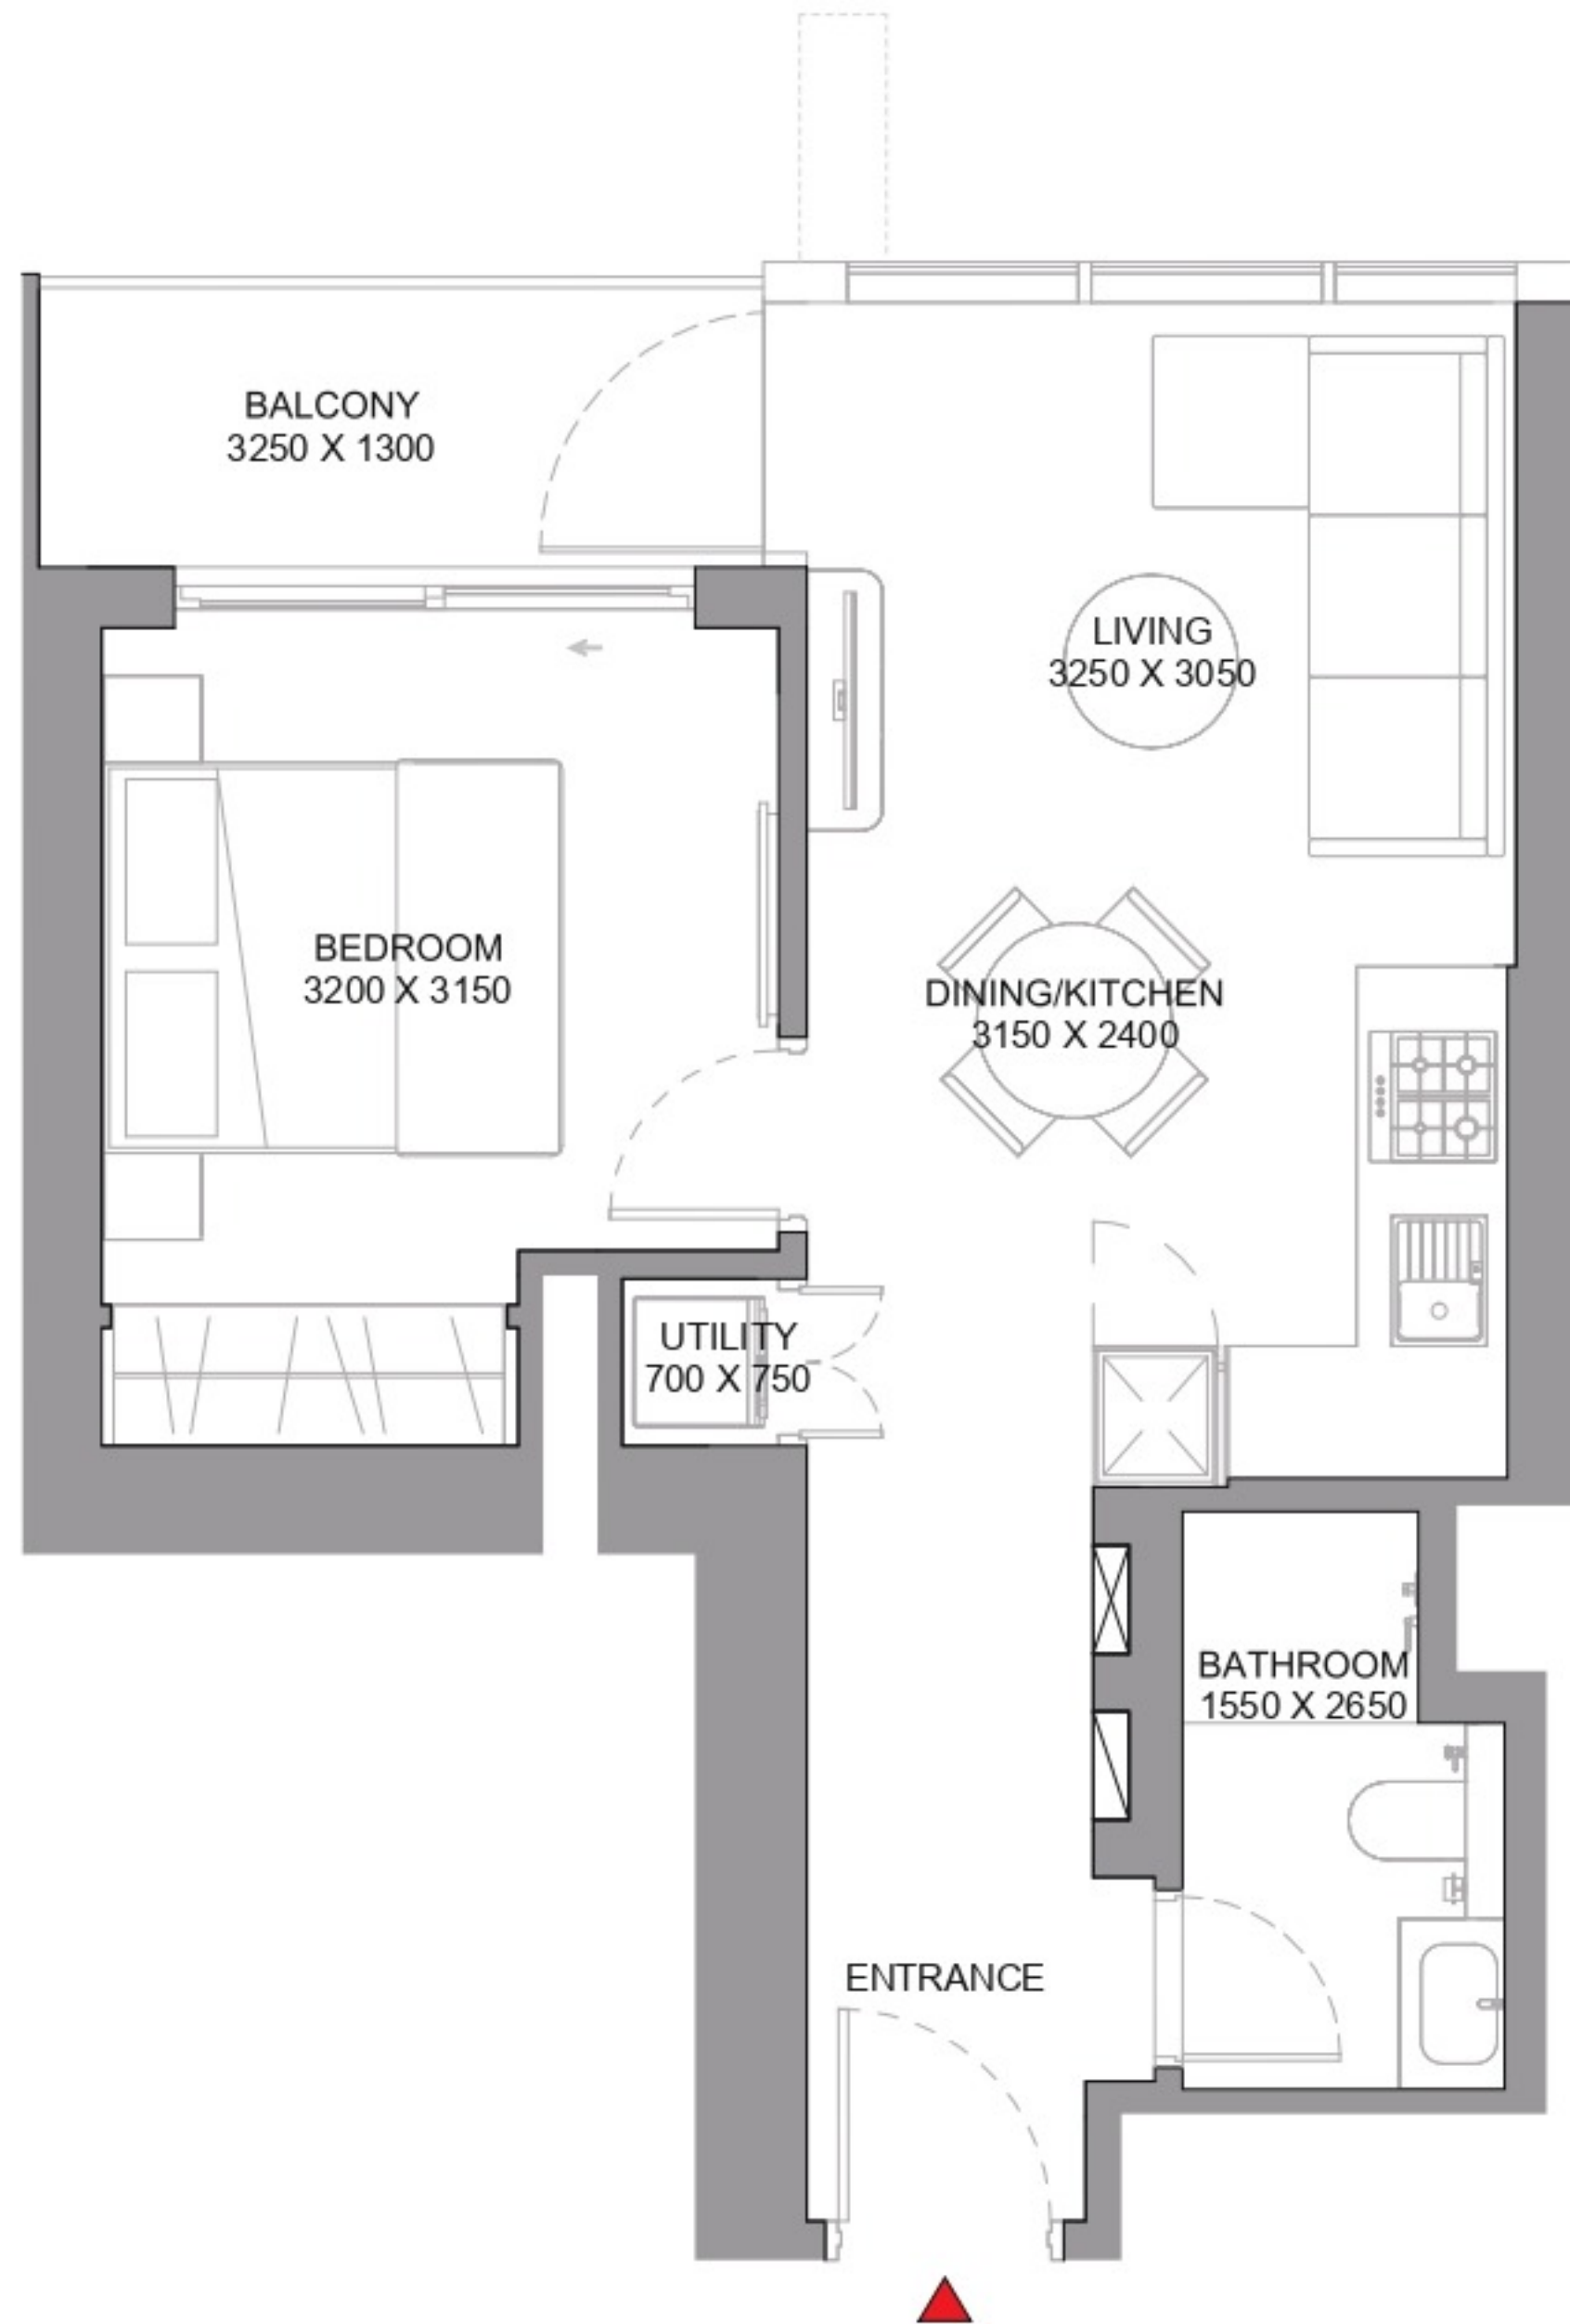 BALCONY
3250 X 1300
LIVING
3250 X 3050
BEDROOM
3200 X 3150
DINING/KITCHEN
3150 X 2400
UTILITY
700 X 750
BATHROOM
1550 X 2650
ENTRANCE